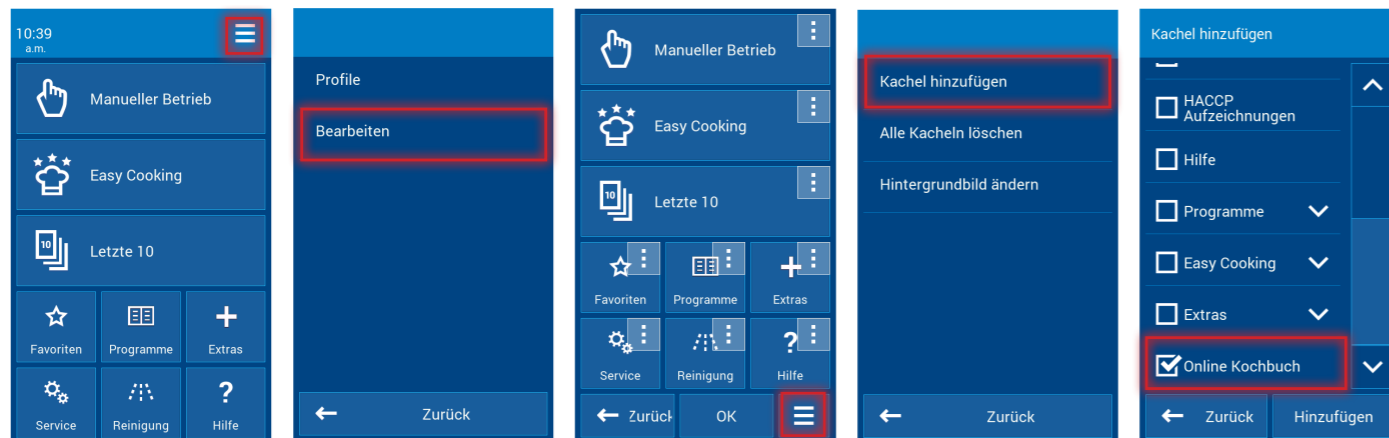 10:39
a.m.
Manueller Betrieb
Easy Cooking
10
Letzte 10
Favoriten
Programme
Extras
Service
Reinigung
?
Hilfe
Profile
Bearbeiten
Zurück
Manueller Betrieb
Easy Cooking
10
Letzte 10
Favoriten
Programme
Extras
Service
Reinigung
?
Hilfe
Zurück
OK
Kachel hinzufügen
Alle Kacheln löschen
Hintergrundbild ändern
Zurück
Kachel hinzufügen
HACCP
Aufzeichnungen
Hilfe
Programme
Easy Cooking
Extras
Online Kochbuch
Zurück
Hinzufügen